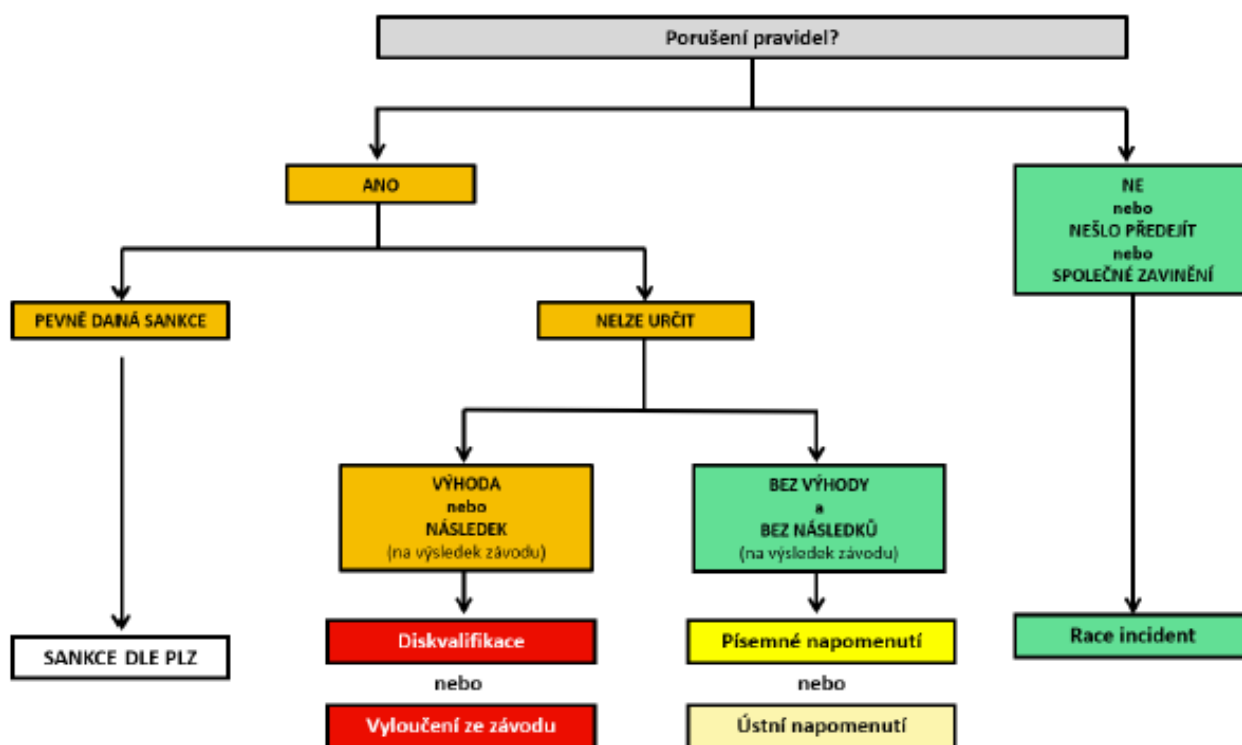 Porušení pravidel?
ANO
NE
nebo
NEŠLO PŘEDEJÍT
nebo
SPOLEČNÉ ZAVINĚNÍ
PEVNĚ DANÁ SANKCE
NELZE URČIT
VÝHODA
nebo
NÁSLEDEK
(na výsledek závodu)
BEZ VÝHODY
a
BEZ NÁSLEDKŮ
(na výsledek závodu)
SANKCE DLE PLZ
Diskvalifikace
nebo
Vyloučení ze závodu
Písemné napomenutí
nebo
Ústní napomenutí
Race incident